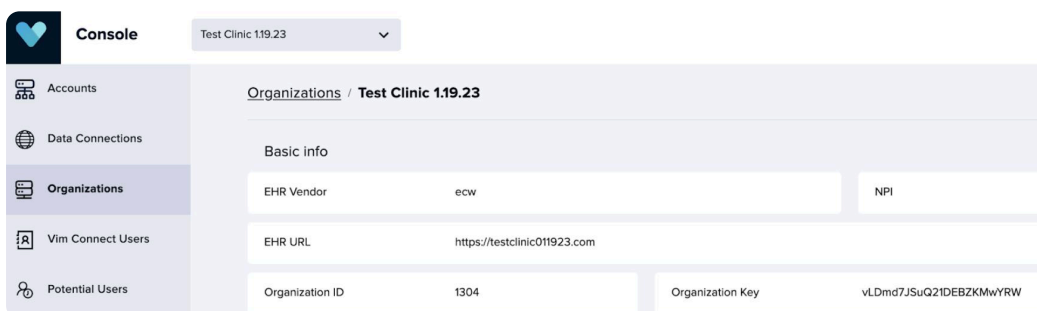 Console
Test Clinic 1.19.23
Accounts
Data Connections
Organizations
Vim Connect Users
Potential Users
Organizations / Test Clinic 1.19.23
Basic info
EHR Vendor ecw NPI
EHR URL https://testclinic011923.com
Organization ID 1304 Organization Key vLDmd7JSuQ21DEBZKMwYRW